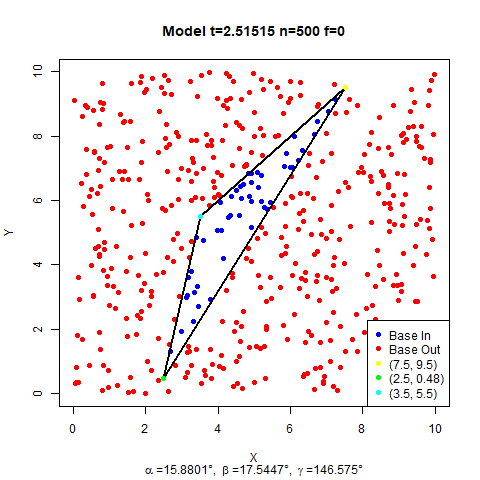 Model t=2.51515 n=500 f=0
10
8
6
4
2
0
Y
Base In
Base Out
(7.5, 9.5)
(2.5, 0.48)
(3.5, 5.5)
0 2 4 6 8 10
X
α=15.8801°, β=17.5447°, γ=146.575°